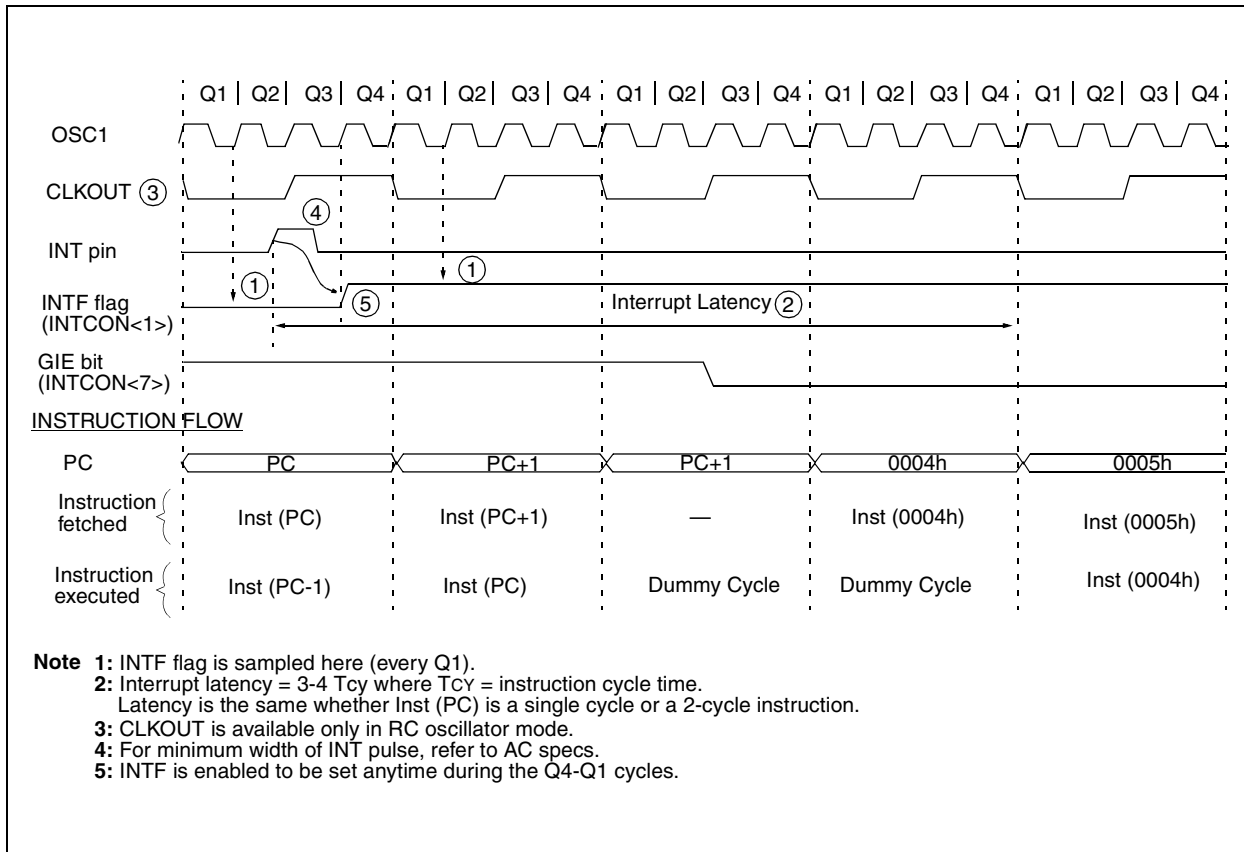 Q1 | Q2 | Q3 | Q4 Q1 | Q2 | Q3 | Q4 Q1 | Q2 | Q3 | Q4 Q1 | Q2 | Q3 | Q4 Q1 | Q2 | Q3 | Q4
OSC1
CLKOUT 3
4
INT pin
1
1
INTF flag
(INTCON<1>)
5
Interrupt Latency 2
GIE bit
(INTCON<7>)
INSTRUCTION FLOW
PC PC PC+1 PC+1 0004h 0005h
Instruction
fetched
Inst (PC) Inst (PC+1) — Inst (0004h) Inst (0005h)
Instruction
executed
Inst (PC-1) Inst (PC) Dummy Cycle Dummy Cycle Inst (0004h)
Note 1: INTF flag is sampled here (every Q1).
2: Interrupt latency = 3-4 Tcy where TCY = instruction cycle time.
Latency is the same whether Inst (PC) is a single cycle or a 2-cycle instruction.
3: CLKOUT is available only in RC oscillator mode.
4: For minimum width of INT pulse, refer to AC specs.
5: INTF is enabled to be set anytime during the Q4-Q1 cycles.